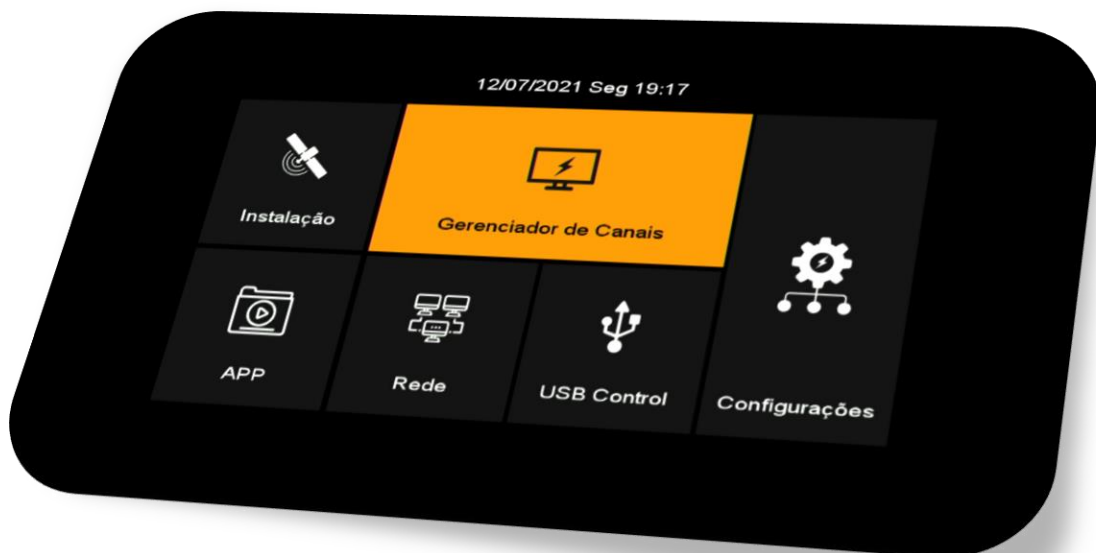 12/07/2021 Seg 19:17
Instalação
Gerenciador de Canais
APP
Rede
USB Control
Configurações